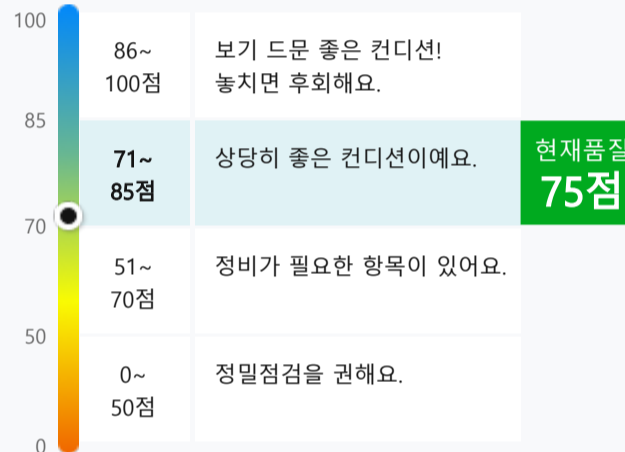 100
86~
100점
보기 드문 좋은 컨디션!
놓치면 후회해요.
85
71~
85점
상당히 좋은 컨디션이예요.
현재품질
75점
70
51~
70점
정비가 필요한 항목이 있어요.
50
0~
50점
정밀점검을 권해요.
0